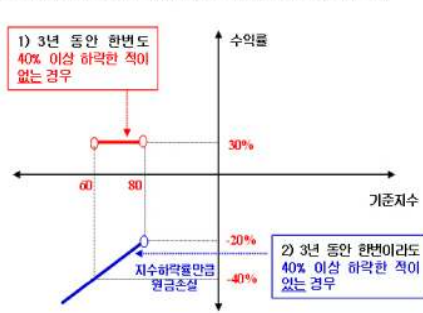 1) 3년 동안 한번도
40% 이상 하락한 적이
없는 경우
수익률
30%
60
80
기준지수
-20%
지수하락률만큼
원금손실
-40%
2) 3년 동안 한번이라도
40% 이상 하락한 적이
있는 경우